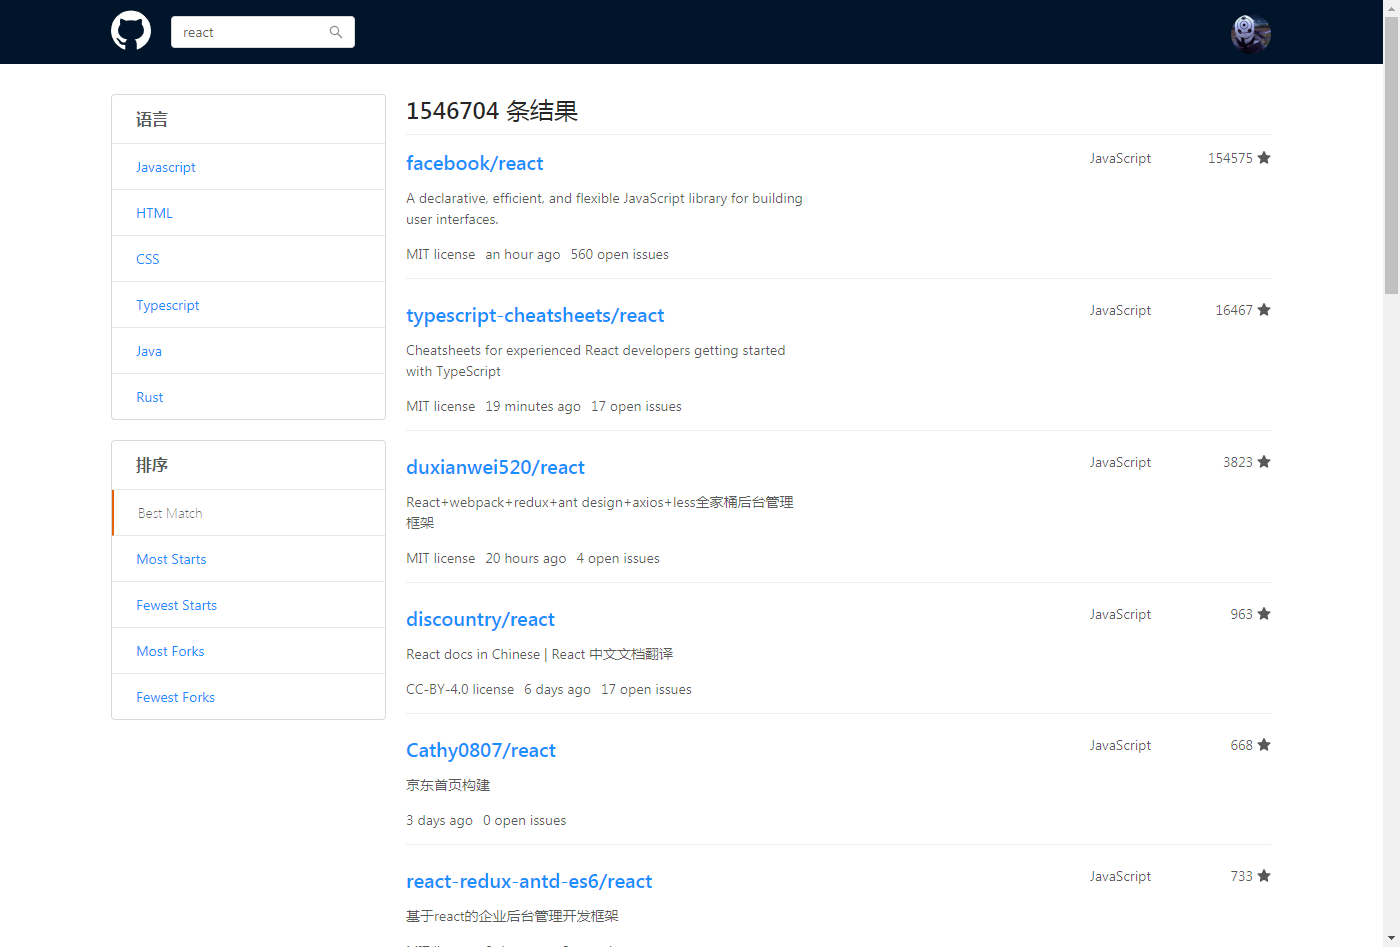 react
语言
Javascript
HTML
CSS
Typescript
Java
Rust
排序
Best Match
Most Starts
Fewest Starts
Most Forks
Fewest Forks
1546704 条结果
facebook/react
JavaScript
154575
A declarative, efficient, and flexible JavaScript library for building
user interfaces.
MIT license an hour ago 560 open issues
typescript-cheatsheets/react
JavaScript
16467
Cheatsheets for experienced React developers getting started
with TypeScript
MIT license 19 minutes ago 17 open issues
duxianwei520/react
JavaScript
3823
React+webpack+redux+ant design+axios+less全家桶后台管理
框架
MIT license 20 hours ago 4 open issues
discountry/react
JavaScript
963
React docs in Chinese | React 中文文档翻译
CC-BY-4.0 license 6 days ago 17 open issues
Cathy0807/react
JavaScript
668
京东首页构建
3 days ago 0 open issues
react-redux-antd-es6/react
JavaScript
733
基于react的企业后台管理开发框架